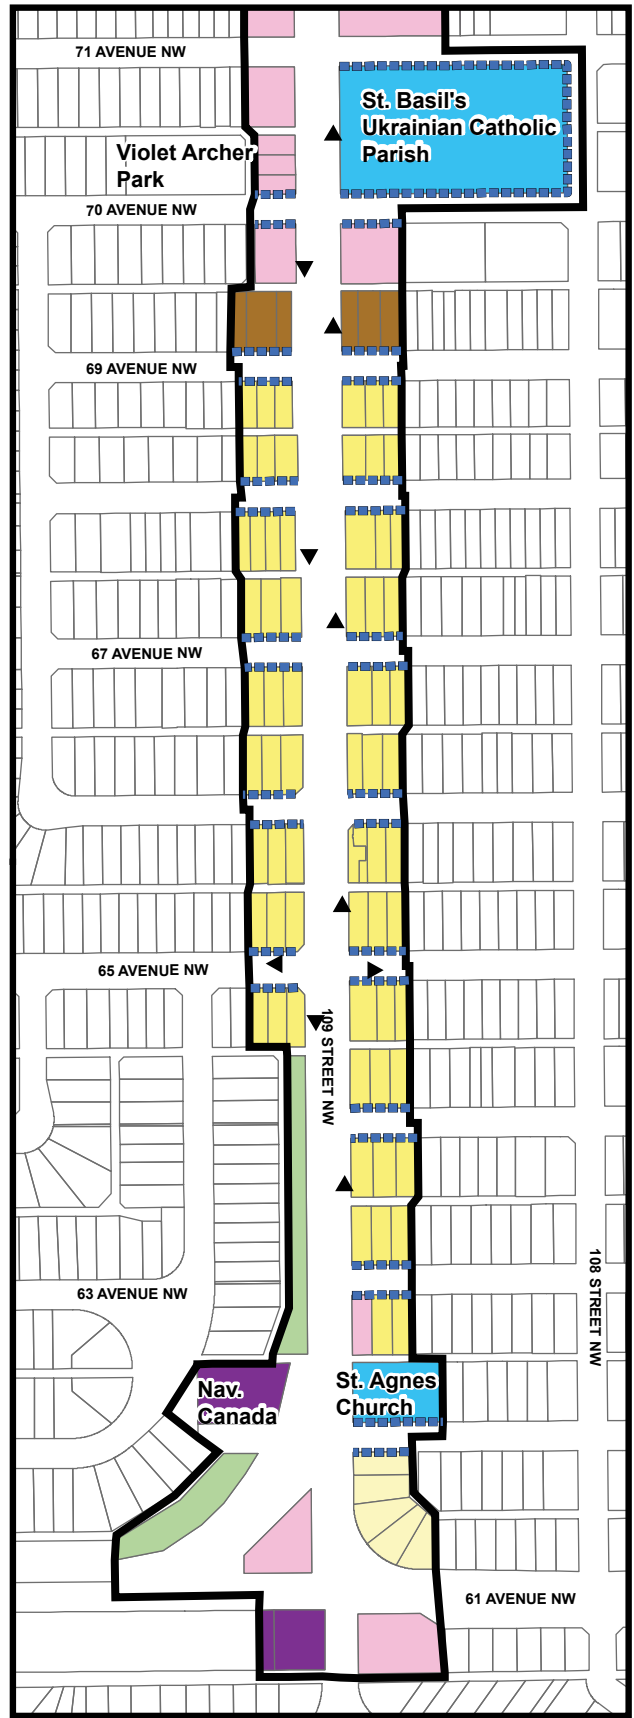 71 AVENUE NW
St. Basil's
Ukrainian Catholic
Parish
Violet Archer
Park
70 AVENUE NW
69 AVENUE NW
67 AVENUE NW
65 AVENUE NW
109 STREET NW
63 AVENUE NW
108 STREET NW
Nav.
Canada
St. Agnes
Church
61 AVENUE NW